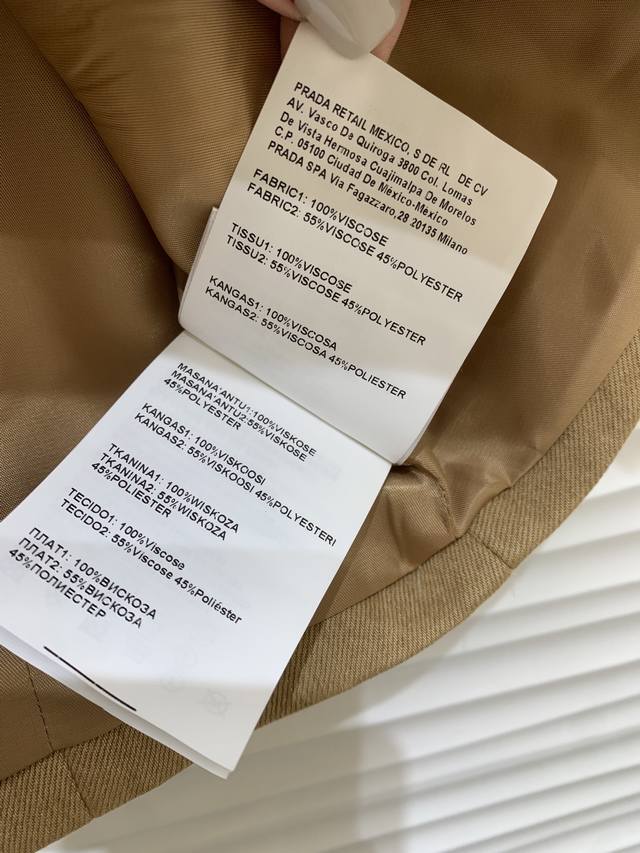 PRADA RETAIL MEXICO, S DE RL DE CV
AV. Vasco De Quiroga 3800 Col. Lomas
De Vista Hermosa Cuajimalpa De Morelos
C.P. 05100 Ciudad De México-México
PRADA SPA Via Fagazzaro,28 20135 Milano
FABRIC1: 100%VISCOSE
FABRIC2: 55%VISCOSE 45%POLYESTER
TISSU1: 100%VISCOSE
TISSU2: 55%VISCOSE 45%POLYESTER
KANGAS1: 100%VISCOSA
KANGAS2: 55%VISCOSA 45%POLIESTER
MASANA'ANTU1:100%VISKOSE
MASANA'ANTU2:55%VISKOSE
45%POLYESTER
KANGAS1: 100%VISKOOSI
KANGAS2: 55%VISKOOSI 45%POLYESTERI
TKANINA1: 100%WISKOZA
TKANINA2: 55%WISKOZA
45%POLIESTER
TECIDO1: 100%Viscose
TECIDO2: 55%Viscose 45%Poliéster
ПЛАТ1: 100%ВИСКОЗА
ПЛАТ2: 55%ВИСКОЗА
45%ПОЛИЕСТЕР